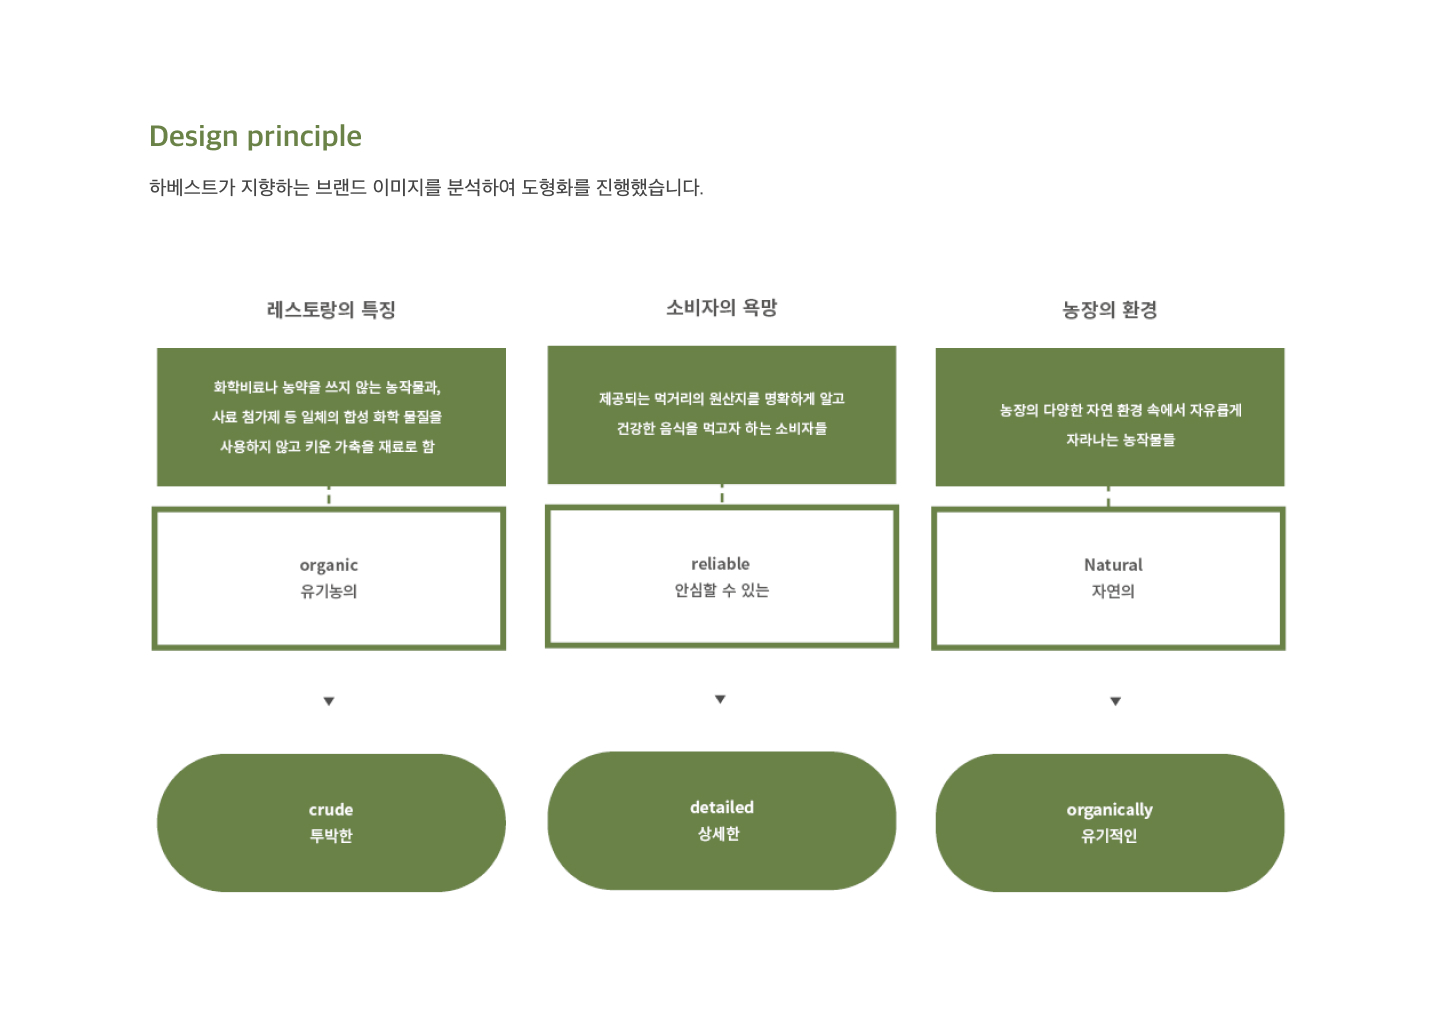 Design principle
하베스트가 지향하는 브랜드 이미지를 분석하여 도형화를 진행했습니다.
레스토랑의 특징
화학비료나 농약을 쓰지 않는 농작물과,
사료 첨가제 등 일체의 합성 화학 물질을
사용하지 않고 키운 가축을 재료로 함
organic
유기농의
crude
투박한
소비자의 욕망
제공되는 먹거리의 원산지를 명확하게 알고
건강한 음식을 먹고자 하는 소비자들
reliable
안심할 수 있는
detailed
상세한
농장의 환경
농장의 다양한 자연 환경 속에서 자유롭게
자라나는 농작물들
Natural
자연의
organically
유기적인